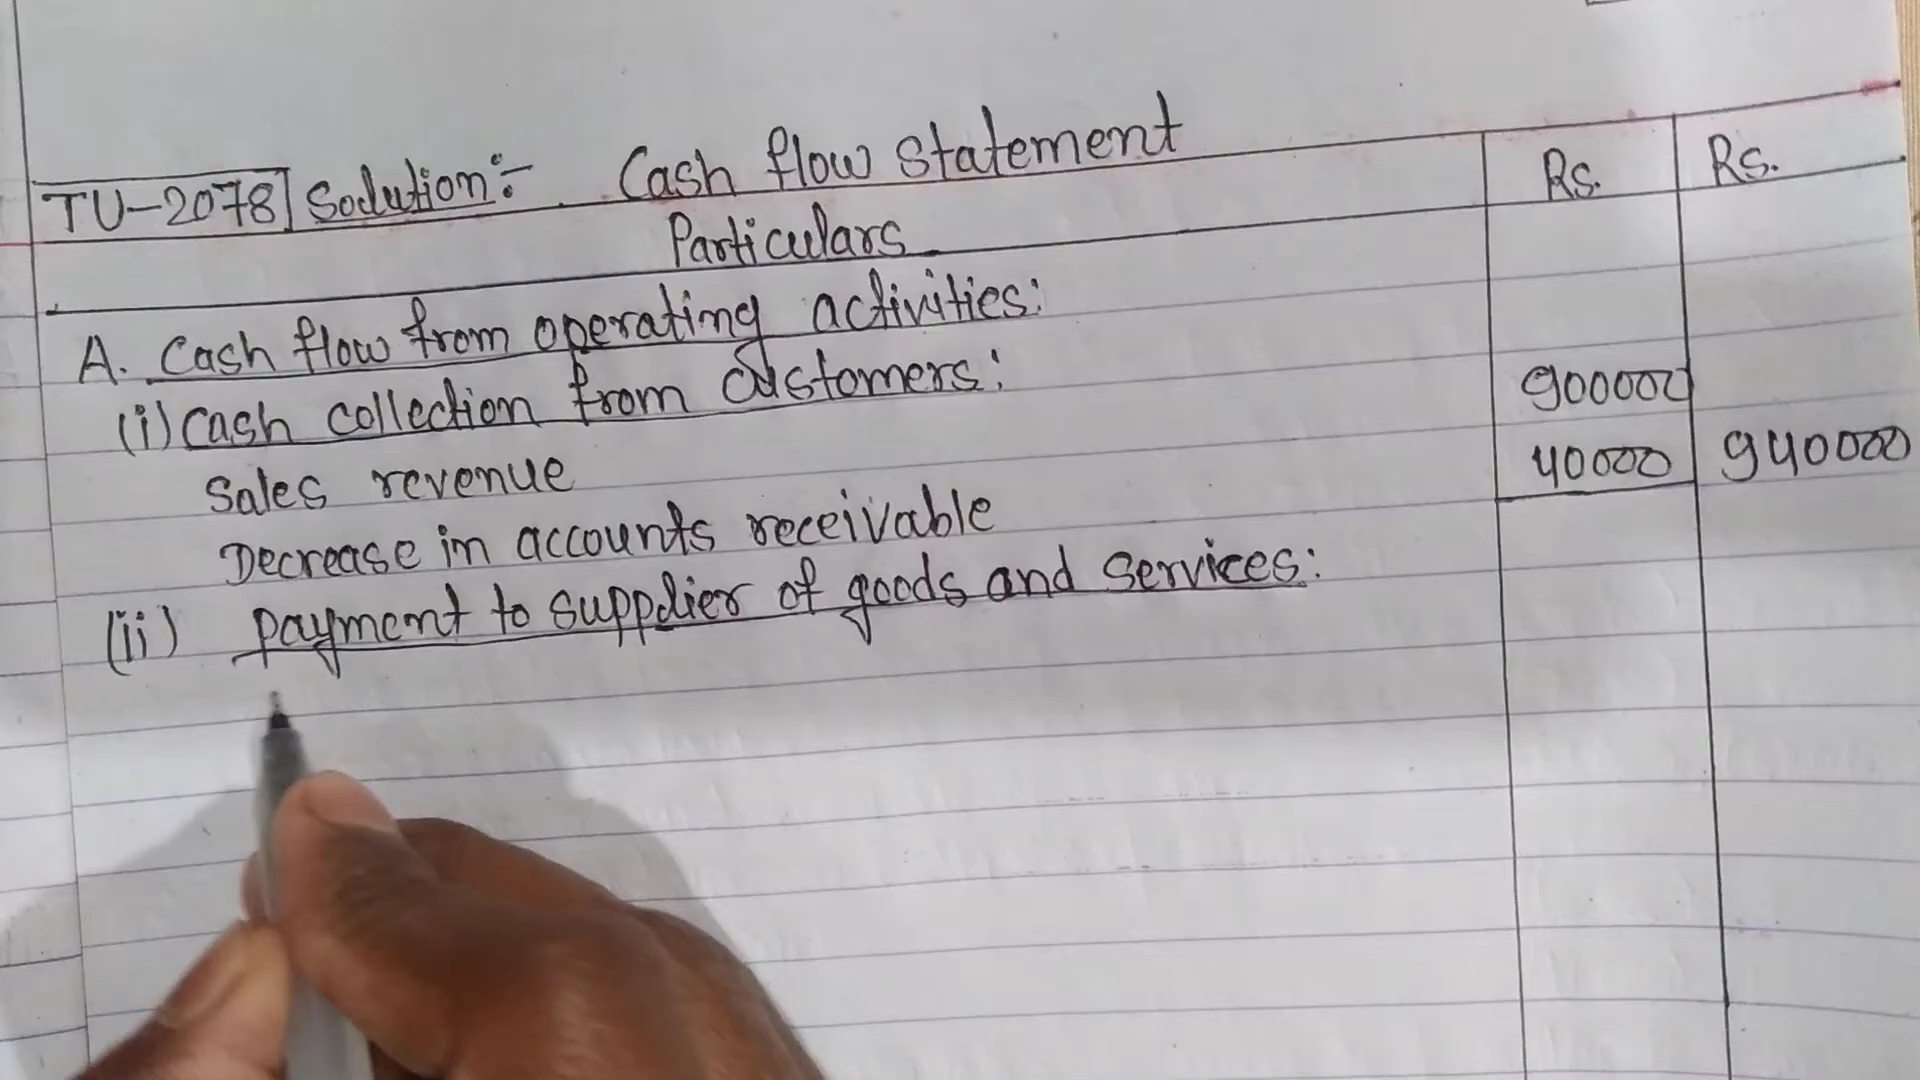 TU-2078 Solution:- Cash flow statement
Particulars Rs. Rs.
A. Cash flow from operating activities:
(i) Cash collection from customers:
Sales revenue 900000
Decrease in accounts receivable 40000 940000
(ii) Payment to supplier of goods and services: